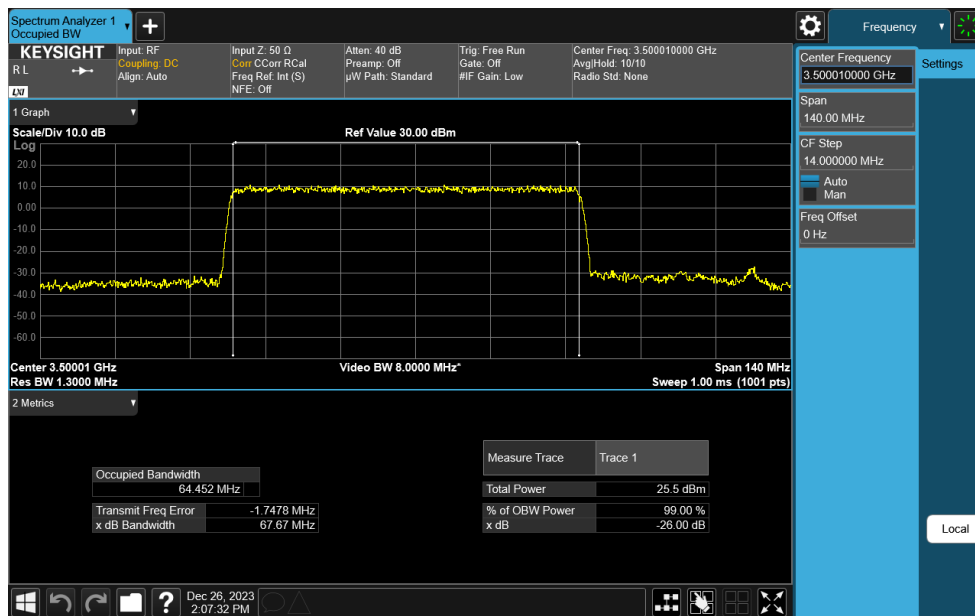 Spectrum Analyzer 1
Occupied BW
Frequency
KEYSIGHT
R L
LXI
Input: RF
Coupling: DC
Align: Auto
Input Z: 50 Ω
Corr CCorr RCal
Freq Ref: Int (S)
NFE: Off
Atten: 40 dB
Preamp: Off
µW Path: Standard
Trig: Free Run
Gate: Off
#IF Gain: Low
Center Freq: 3.500010000 GHz
Avg|Hold: 10/10
Radio Std: None
Center Frequency
3.500010000 GHz
Settings
Span
140.00 MHz
CF Step
14.000000 MHz
Auto
Man
Freq Offset
0 Hz
1 Graph
Scale/Div 10.0 dB
Ref Value 30.00 dBm
Log
20.0
10.0
0.00
-10.0
-20.0
-30.0
-40.0
-50.0
-60.0
Center 3.50001 GHz
Video BW 8.0000 MHz*
Span 140 MHz
Res BW 1.3000 MHz
Sweep 1.00 ms (1001 pts)
2 Metrics
Occupied Bandwidth
64.452 MHz
Transmit Freq Error -1.7478 MHz
x dB Bandwidth 67.67 MHz
Measure Trace Trace 1
Total Power 25.5 dBm
% of OBW Power 99.00 %
x dB -26.00 dB
Local
?
Dec 26, 2023
2:07:32 PM